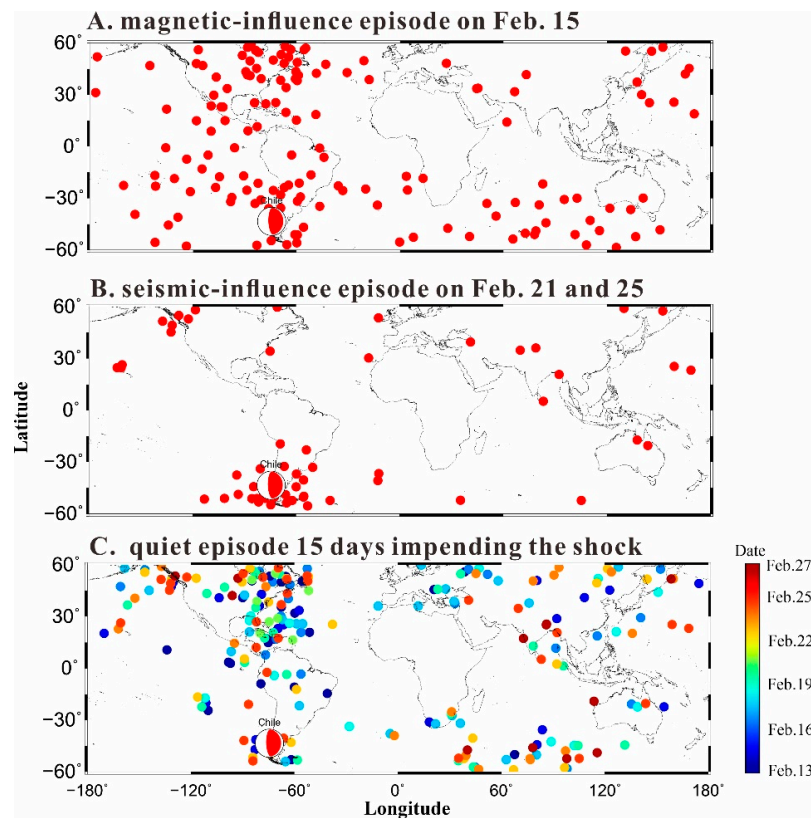 A. magnetic-influence episode on Feb. 15
60°
30°
0°
−30°
−60°
Chile
B. seismic-influence episode on Feb. 21 and 25
60°
30°
0°
−30°
−60°
Chile
Latitude
C. quiet episode 15 days impending the shock
60°
30°
0°
−30°
−60°
Chile
−180°
−120°
−60°
0°
60°
120°
180°
Longitude
Date
Feb.27
Feb.25
Feb.22
Feb.19
Feb.16
Feb.13